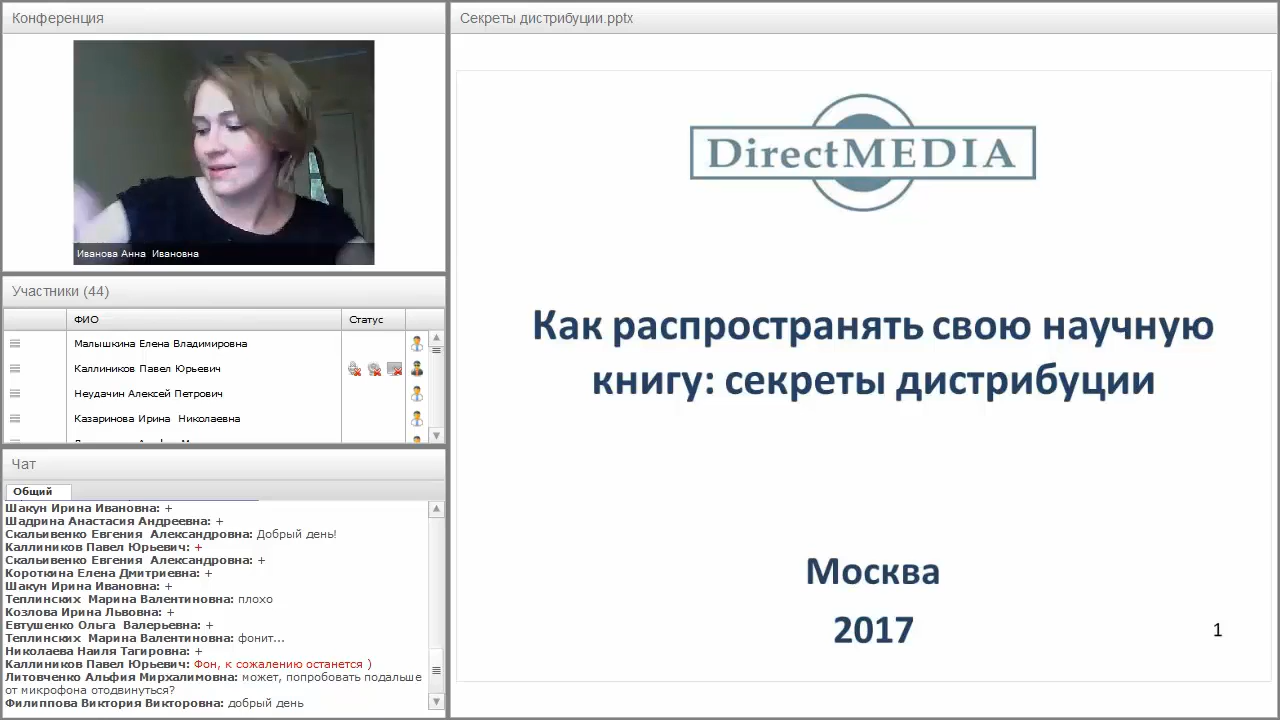 Конференция
Иванова Анна  Ивановна
Участники (44)
ФИО
Статус
Малышкина Елена Владимировна
Каллиников Павел Юрьевич
Неудачин Алексей Петрович
Казаринова Ирина  Николаевна
Чат
Общий
Шакун Ирина Ивановна: +
Шадрина Анастасия Андреевна: +
Скальивенко Евгения  Александровна: Добрый день!
Каллиников Павел Юрьевич: +
Скальивенко Евгения  Александровна: +
Короткина Елена Дмитриевна: +
Шакун Ирина Ивановна: +
Теплинских  Марина Валентиновна: плохо
Козлова Ирина Львовна: +
Евтушенко Ольга  Валерьевна: +
Теплинских  Марина Валентиновна: фонит...
Николаева Наиля Тагировна: +
Каллиников Павел Юрьевич: Фон, к сожалению останется )
Литовченко Альфия Мирхалимовна: может, попробовать подальше
от микрофона отодвинуться?
Филиппова Виктория Викторовна: добрый день
Секреты дистрибуции.pptx
DirectMEDIA
Как распространять свою научную
книгу: секреты дистрибуции
Москва
2017
1